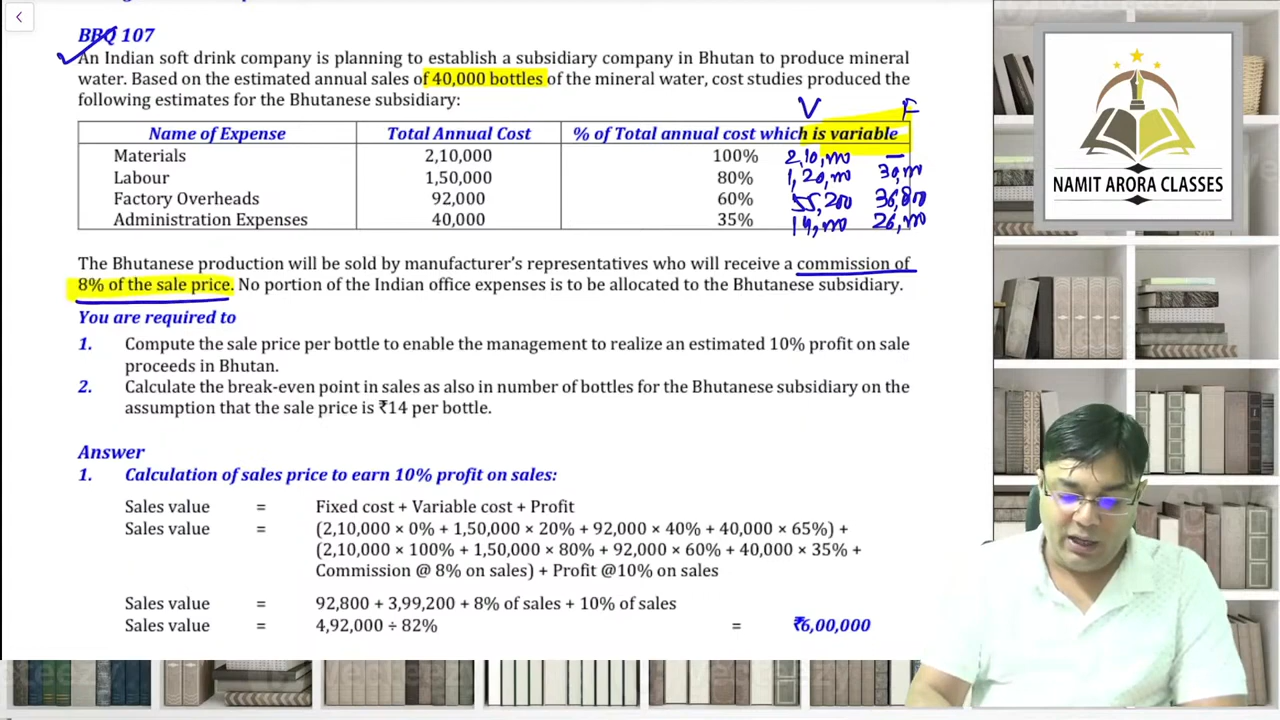 BBQ 107
An Indian soft drink company is planning to establish a subsidiary company in Bhutan to produce mineral
water. Based on the estimated annual sales of 40,000 bottles of the mineral water, cost studies produced the
following estimates for the Bhutanese subsidiary:
V F
Name of Expense Total Annual Cost % of Total annual cost which is variable
Materials 2,10,000 100% 2,10,000 —
Labour 1,50,000 80% 1,20,000 30,000
Factory Overheads 92,000 60% 55,200 36,800
Administration Expenses 40,000 35% 14,000 26,000
The Bhutanese production will be sold by manufacturer's representatives who will receive a commission of
8% of the sale price. No portion of the Indian office expenses is to be allocated to the Bhutanese subsidiary.
You are required to
1. Compute the sale price per bottle to enable the management to realize an estimated 10% profit on sale
proceeds in Bhutan.
2. Calculate the break-even point in sales as also in number of bottles for the Bhutanese subsidiary on the
assumption that the sale price is ₹14 per bottle.
Answer
1. Calculation of sales price to earn 10% profit on sales:
Sales value = Fixed cost + Variable cost + Profit
Sales value = (2,10,000 × 0% + 1,50,000 × 20% + 92,000 × 40% + 40,000 × 65%) +
(2,10,000 × 100% + 1,50,000 × 80% + 92,000 × 60% + 40,000 × 35% +
Commission @ 8% on sales) + Profit @10% on sales
Sales value = 92,800 + 3,99,200 + 8% of sales + 10% of sales
Sales value = 4,92,000 ÷ 82% = ₹6,00,000
NAMIT ARORA CLASSES